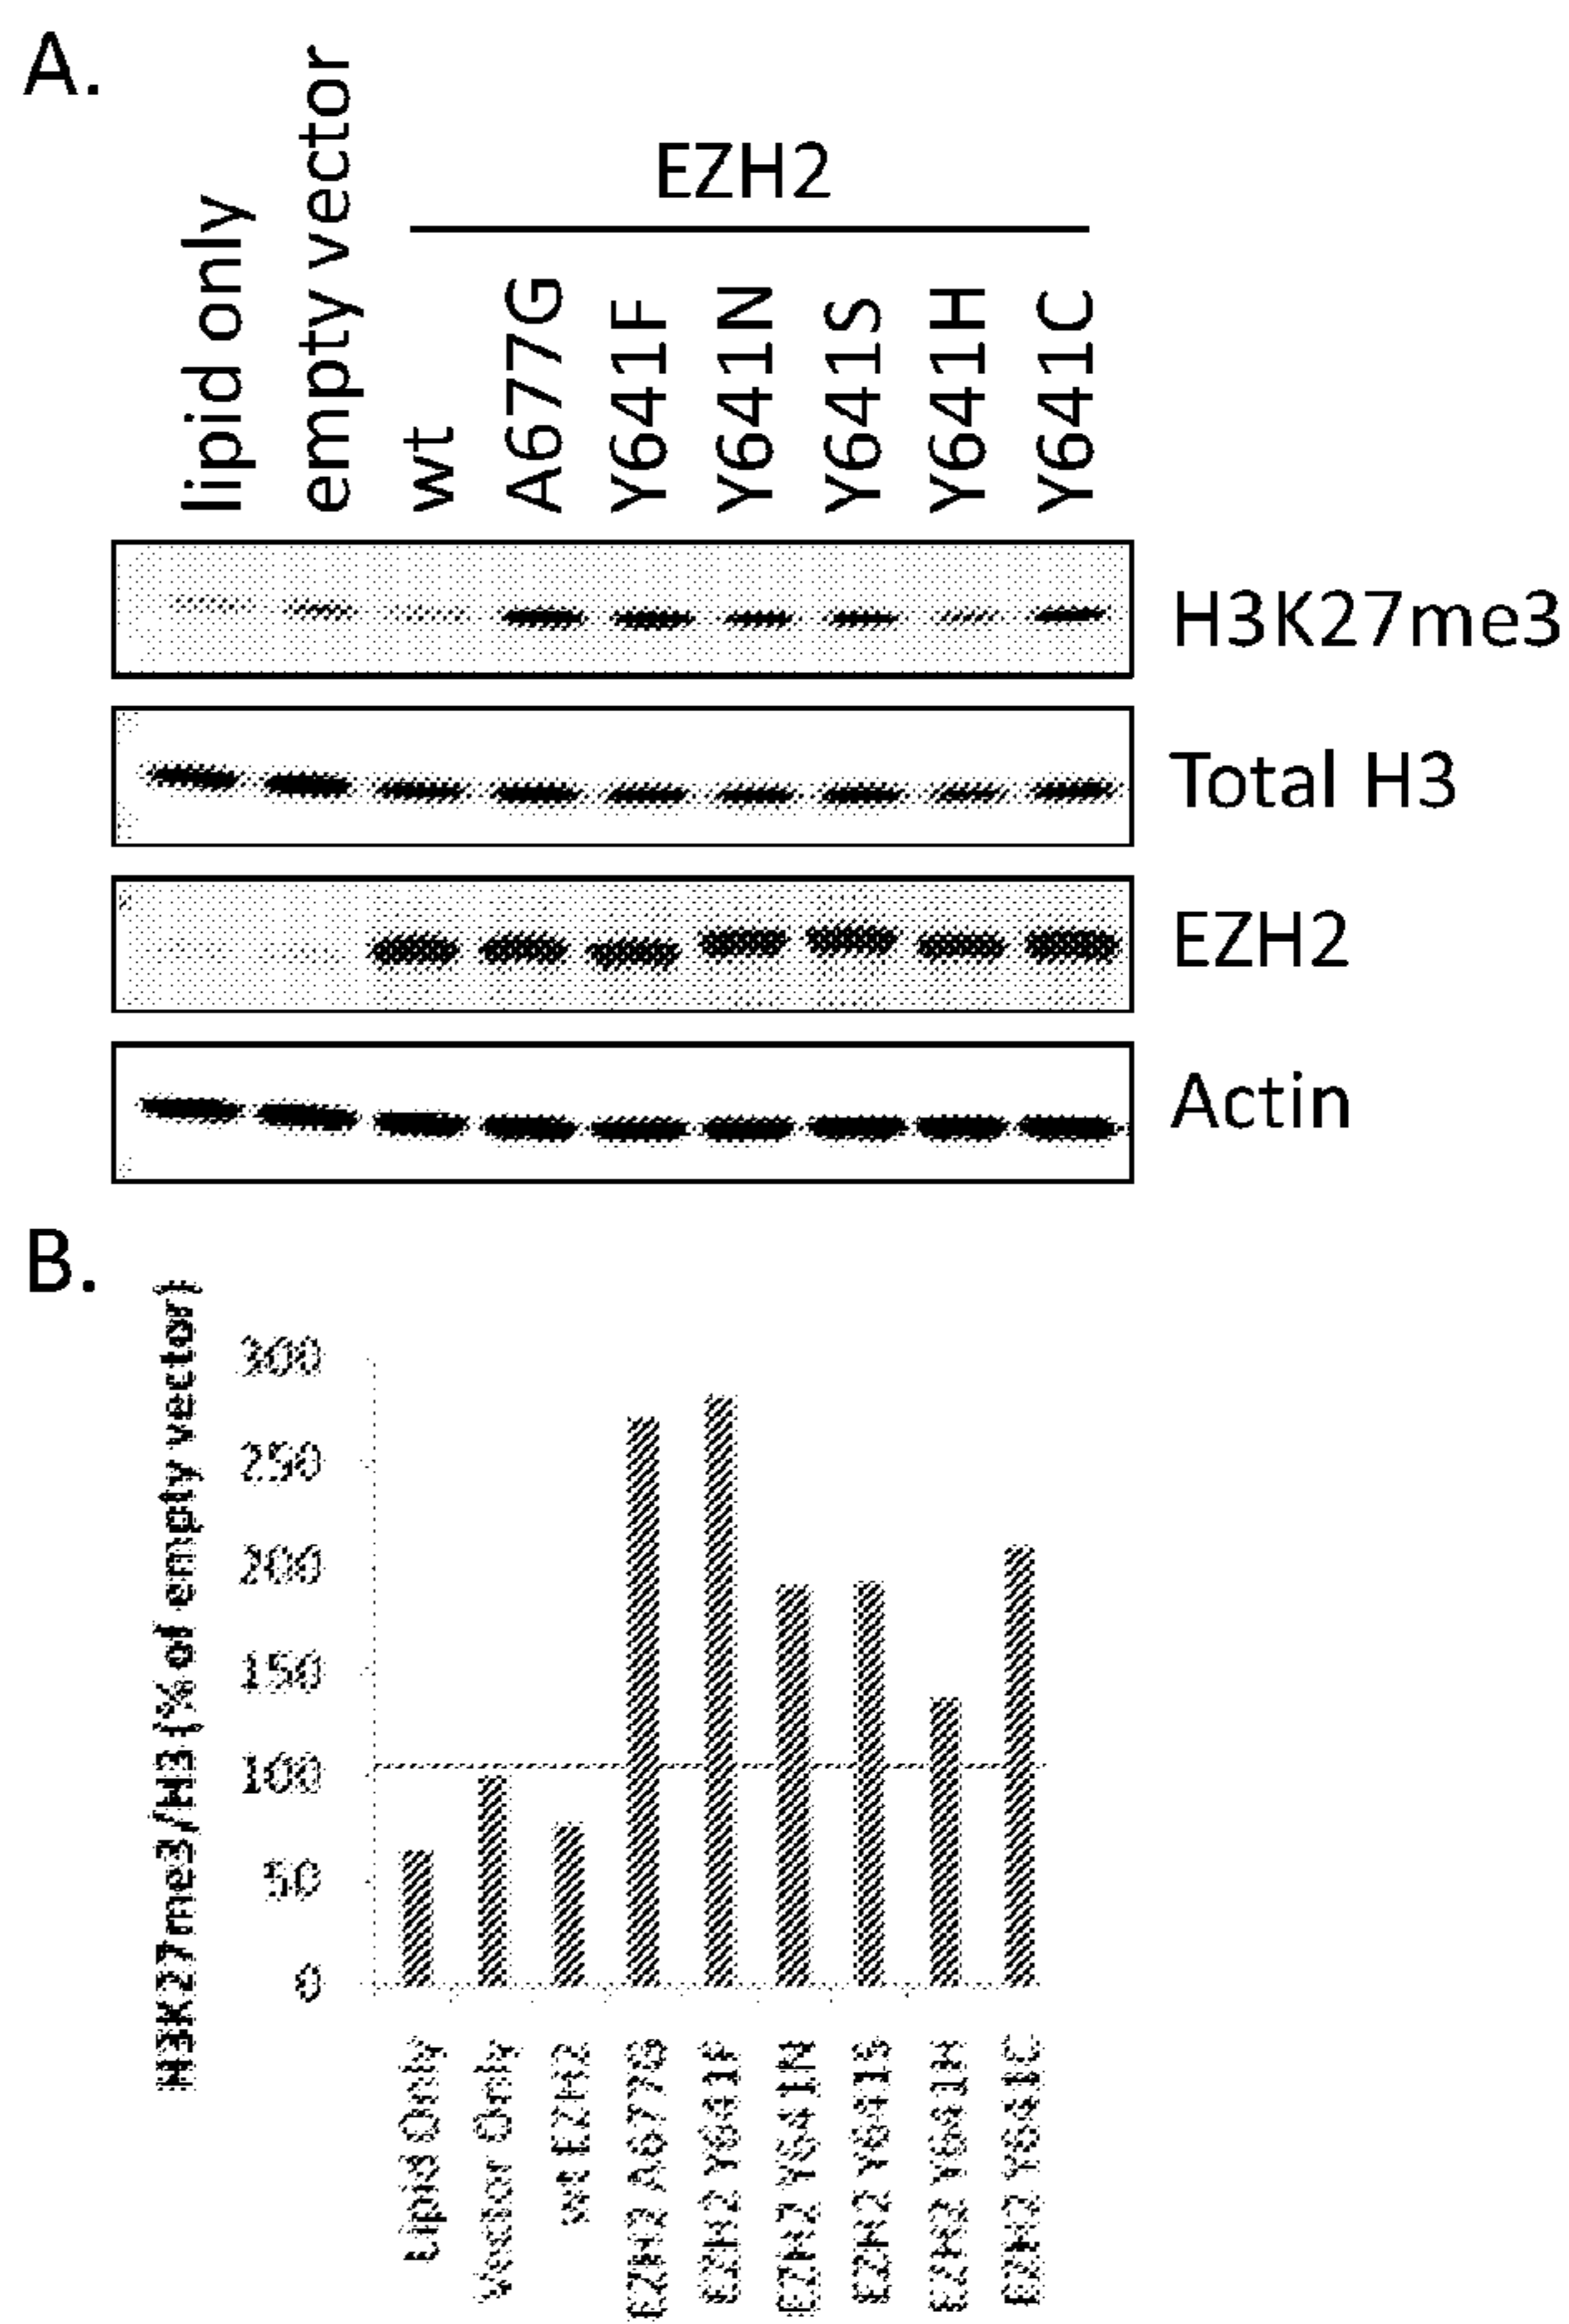 A.
lipid only
empty vector
EZH2
wt
A677G
Y641F
Y641N
Y641S
Y641H
Y641C
H3K27me3
Total H3
EZH2
Actin
B.
H3K27me3/H3 (% of empty vector)
300
250
200
150
100
50
0
Lipid Only
Vector Only
wt EZH2
EZH2 A677G
EZH2 Y641F
EZH2 Y641N
EZH2 Y641S
EZH2 Y641H
EZH2 Y641C